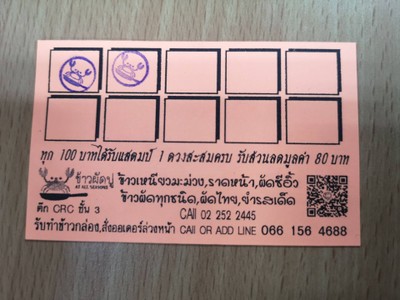 ทุก 100 บาทได้รับแสตมป์ 1 ดวงสะสมครบ รับส่วนลดมูลค่า 80 บาท
ข้าวผัดปู
AT ALL SEASONS
ข้าวเหนียวมะม่วง,ราดหน้า,ผัดซีอิ๊ว
ข้าวผัดทุกชนิด,ผัดไทย,ยำรสเด็ด
ตึก CRC ชั้น 3
CAll 02 252 2445
รับทำข้าวกล่อง,สั่งออเดอร์ล่วงหน้า CAll OR ADD LINE 066 156 4688